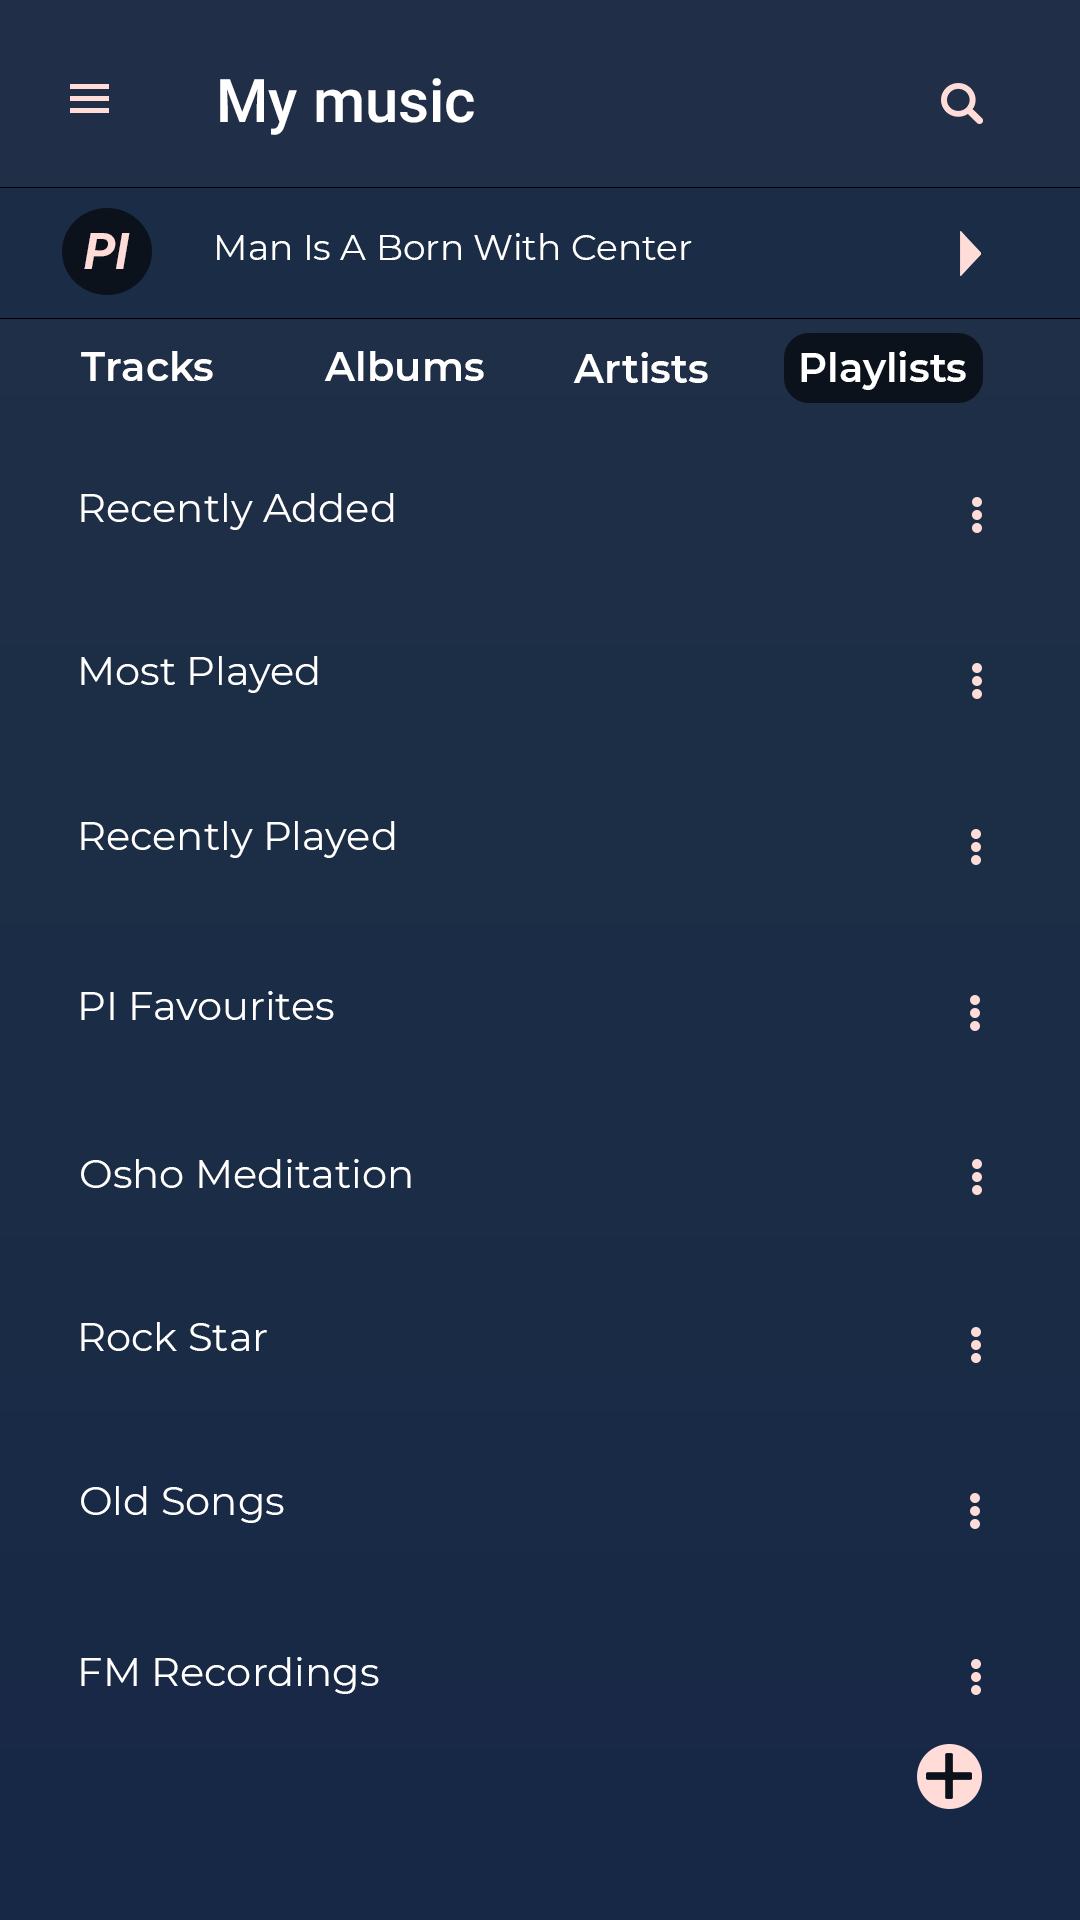 My music
PI
Man Is A Born With Center
Tracks Albums Artists Playlists
Recently Added
Most Played
Recently Played
PI Favourites
Osho Meditation
Rock Star
Old Songs
FM Recordings